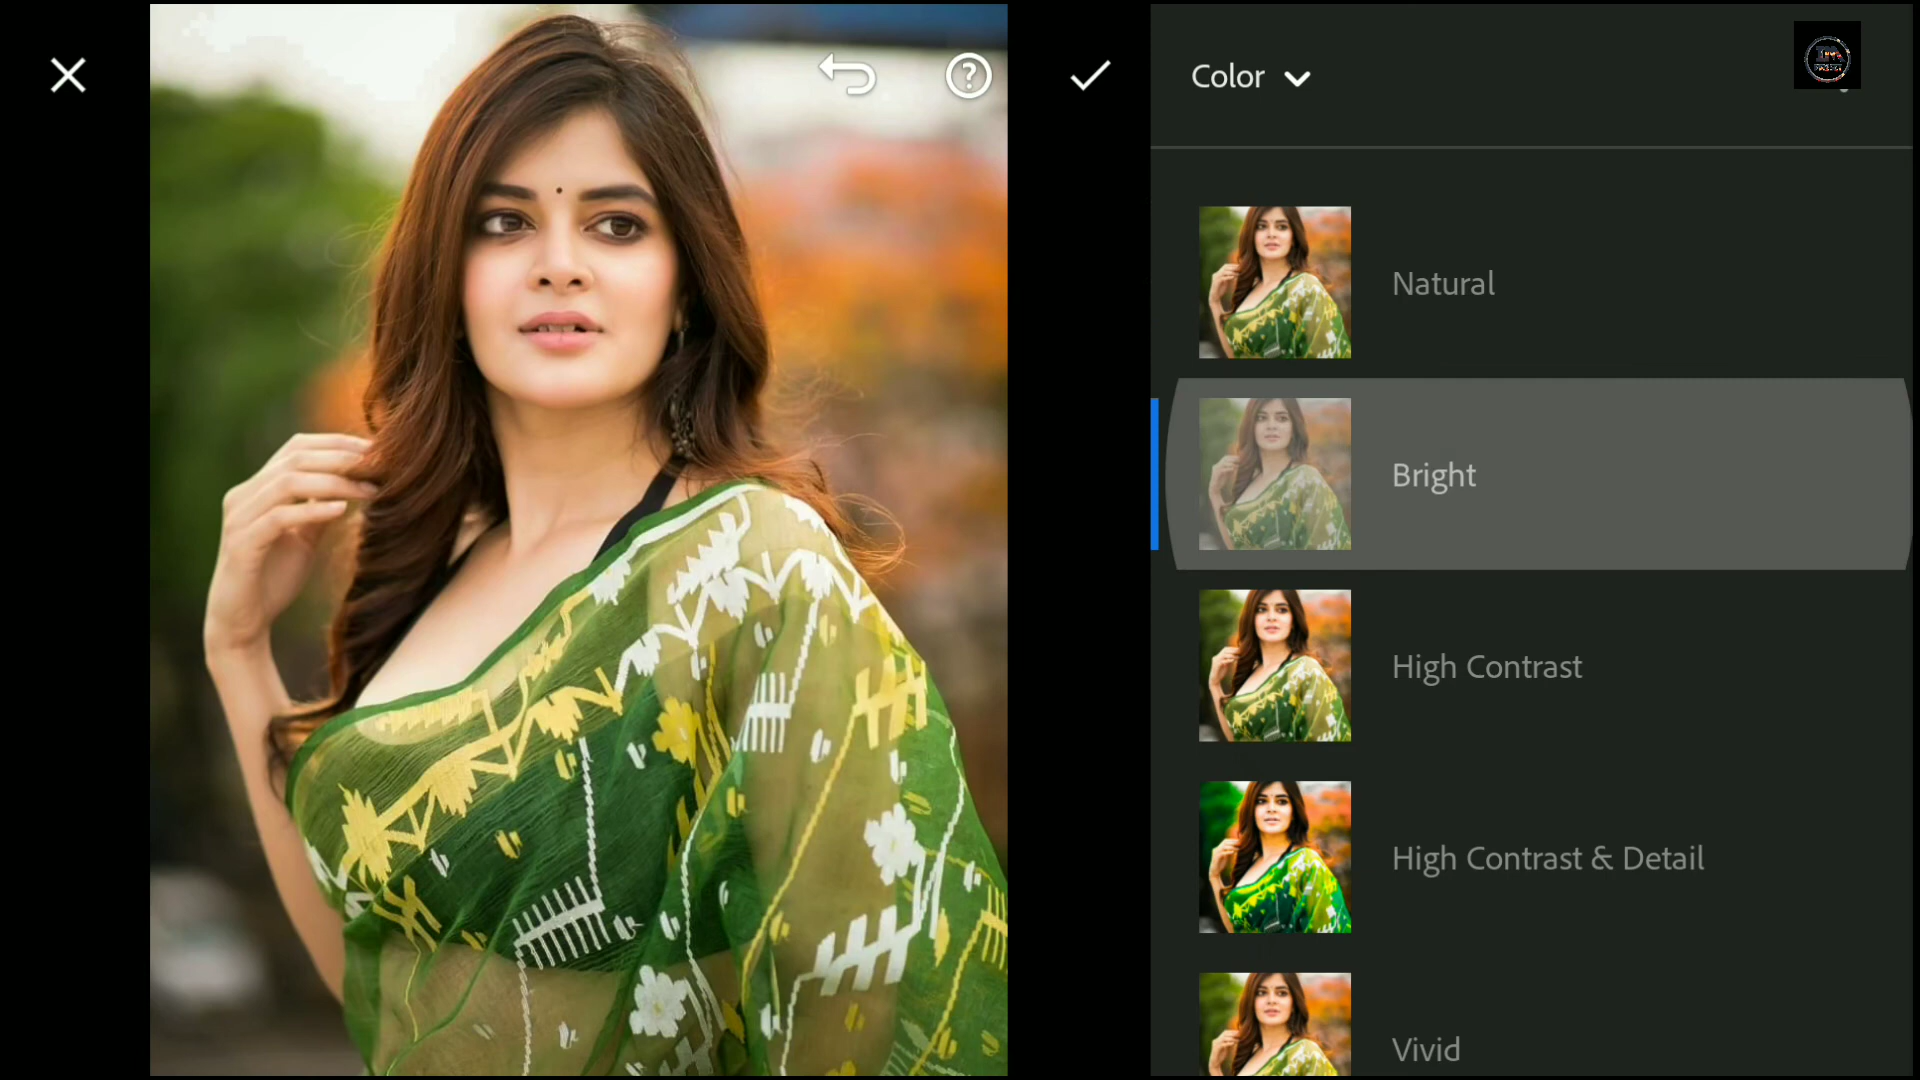 Color
Natural
Bright
High Contrast
High Contrast & Detail
Vivid